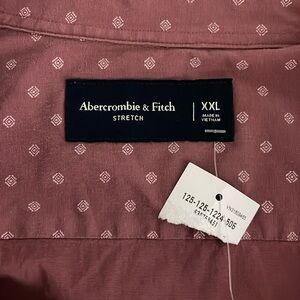 Abercrombie & Fitch
STRETCH
XXL
MADE IN
VIETNAM
125-125-1224-505